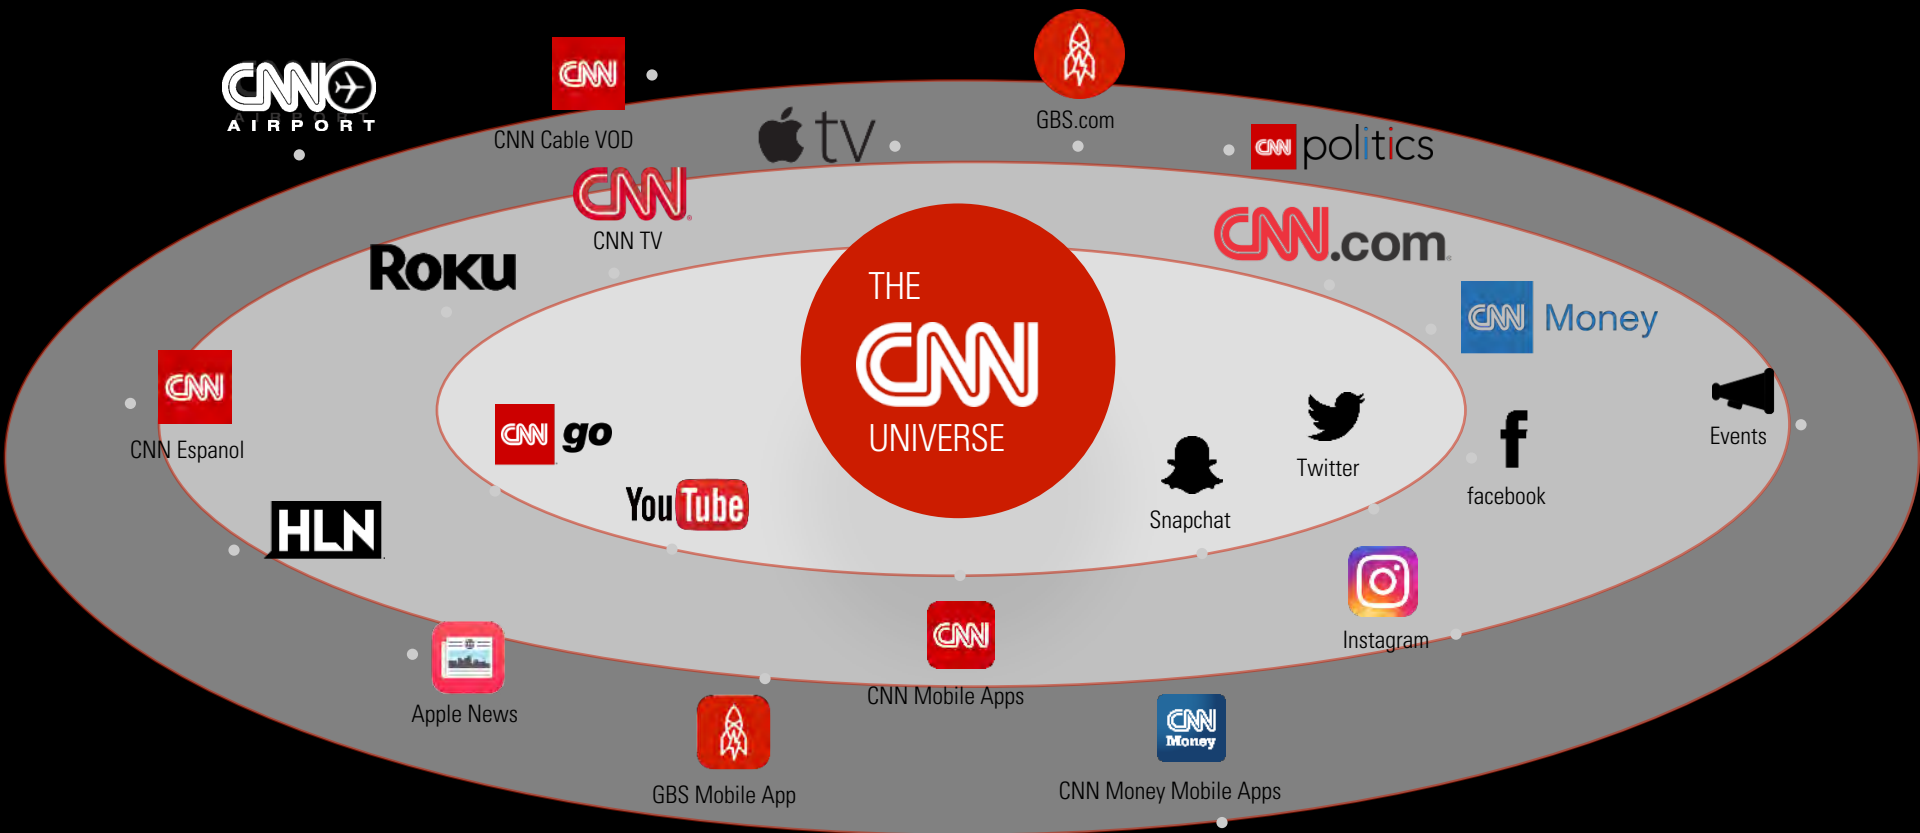 CNN
AIRPORT
CNN
CNN Cable VOD
tv
GBS.com
CNN politics
CNN
CNN TV
CNN.com
ROKU
THE
CNN
UNIVERSE
CNN Money
CNN
CNN Espanol
CNN go
Twitter
facebook
Events
YouTube
Snapchat
HLN
Instagram
CNN
CNN Mobile Apps
Apple News
GBS Mobile App
CNN
Money
CNN Money Mobile Apps